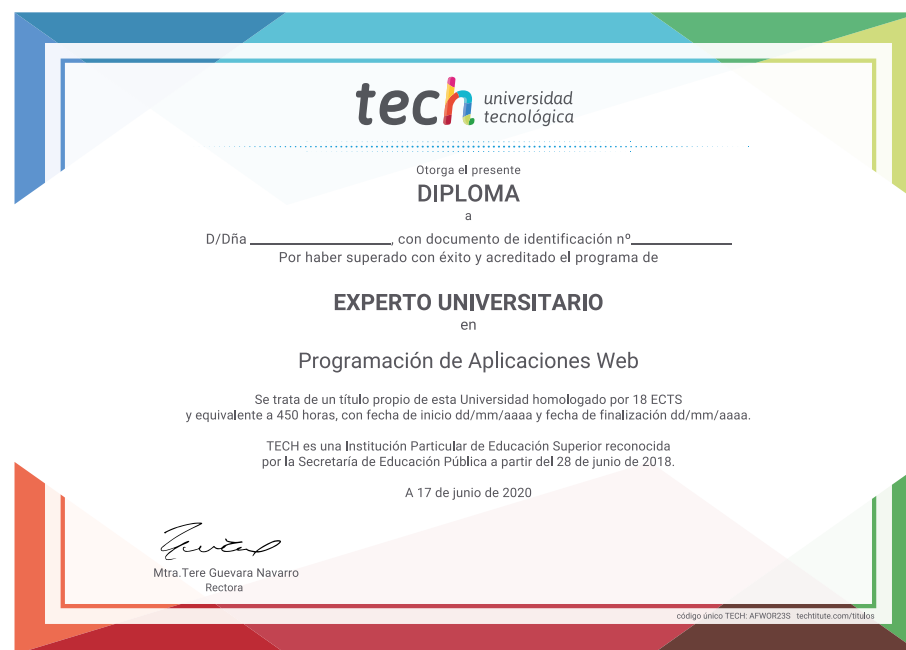 tech universidad
tecnológica
Otorga el presente
DIPLOMA
a
D/Dña , con documento de identificación nº
Por haber superado con éxito y acreditado el programa de
EXPERTO UNIVERSITARIO
en
Programación de Aplicaciones Web
Se trata de un título propio de esta Universidad homologado por 18 ECTS
y equivalente a 450 horas, con fecha de inicio dd/mm/aaaa y fecha de finalización dd/mm/aaaa.
TECH es una Institución Particular de Educación Superior reconocida
por la Secretaría de Educación Pública a partir del 28 de junio de 2018.
A 17 de junio de 2020
Mtra.Tere Guevara Navarro
Rectora
código único TECH: AFWOR23S techtitute.com/titulos